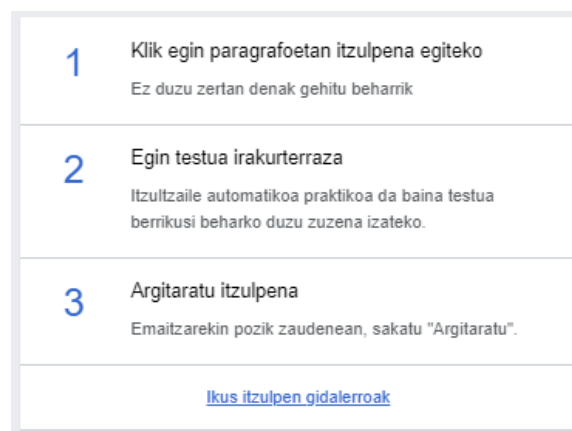 1
Klik egin paragrafoetan itzulpena egiteko
Ez duzu zertan denak gehitu beharrik
2
Egin testua irakurterraza
Itzultzaile automatikoa praktikoa da baina testua
berrikusi beharko duzu zuzena izateko.
3
Argitaratu itzulpena
Emaitzarekin pozik zaudenean, sakatu "Argitaratu".
Ikus itzulpen gidalerroak